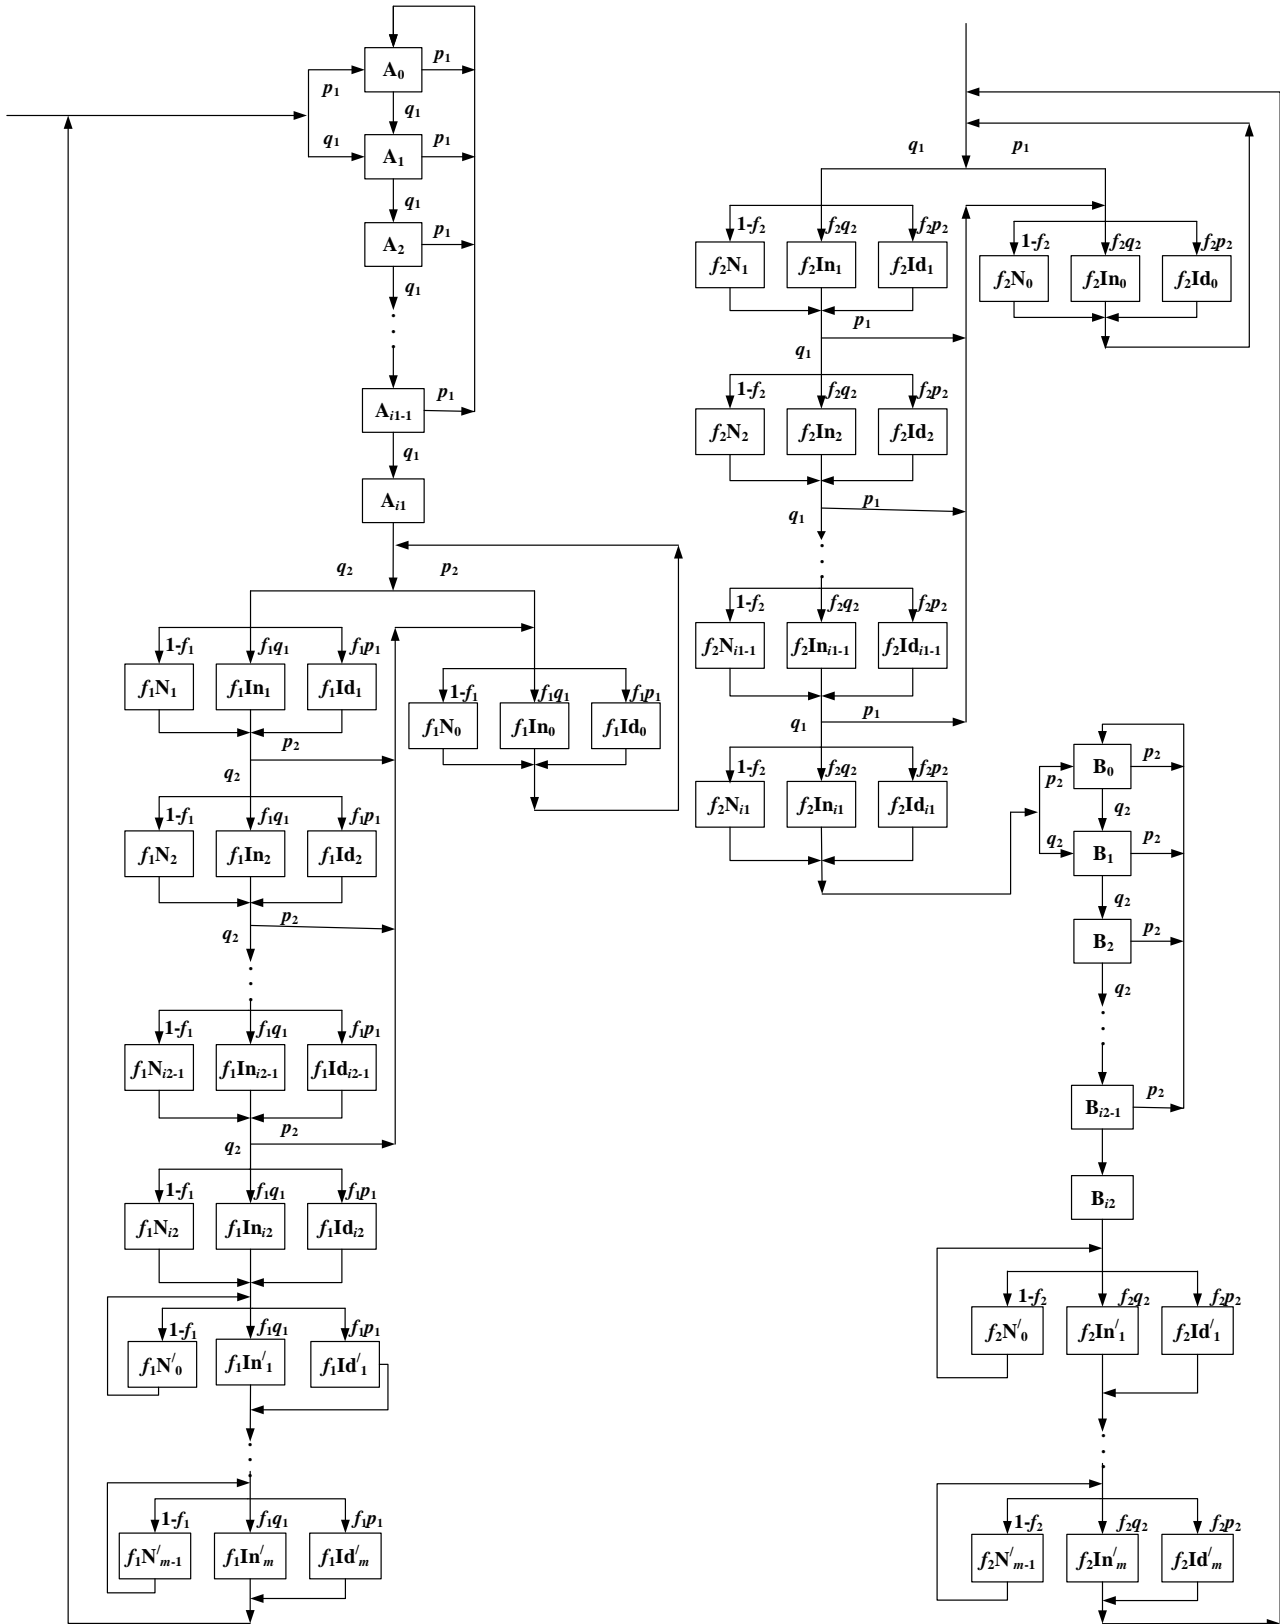 A0 p1
p1
q1
q1 A1 p1
q1
A2 p1
q1
Ai1-1 p1
q1
Ai1
q2 p2
1-f1 f1q1 f1p1
f1N1 f1In1 f1Id1
1-f1 f1q1 f1p1
f1N0 f1In0 f1Id0
p2
q2
1-f1 f1q1 f1p1
f1N2 f1In2 f1Id2
p2
q2
1-f1 f1q1 f1p1
f1Ni2-1 f1Ini2-1 f1Idi2-1
p2
q2
1-f1 f1q1 f1p1
f1Ni2 f1Ini2 f1Idi2
1-f1 f1q1 f1p1
f1N/0 f1In/1 f1Id/1
1-f1 f1q1 f1p1
f1N/m-1 f1In/m f1Id/m
q1 p1
1-f2 f2q2 f2p2
f2N1 f2In1 f2Id1
1-f2 f2q2 f2p2
f2N0 f2In0 f2Id0
p1
q1
1-f2 f2q2 f2p2
f2N2 f2In2 f2Id2
p1
q1
1-f2 f2q2 f2p2
f2Ni1-1 f2Ini1-1 f2Idi1-1
p1
q1
1-f2 f2q2 f2p2
f2Ni1 f2Ini1 f2Idi1
p2 B0 p2
q2
q2 B1 p2
q2
B2 p2
q2
Bi2-1 p2
Bi2
1-f2 f2q2 f2p2
f2N/0 f2In/1 f2Id/1
1-f2 f2q2 f2p2
f2N/m-1 f2In/m f2Id/m